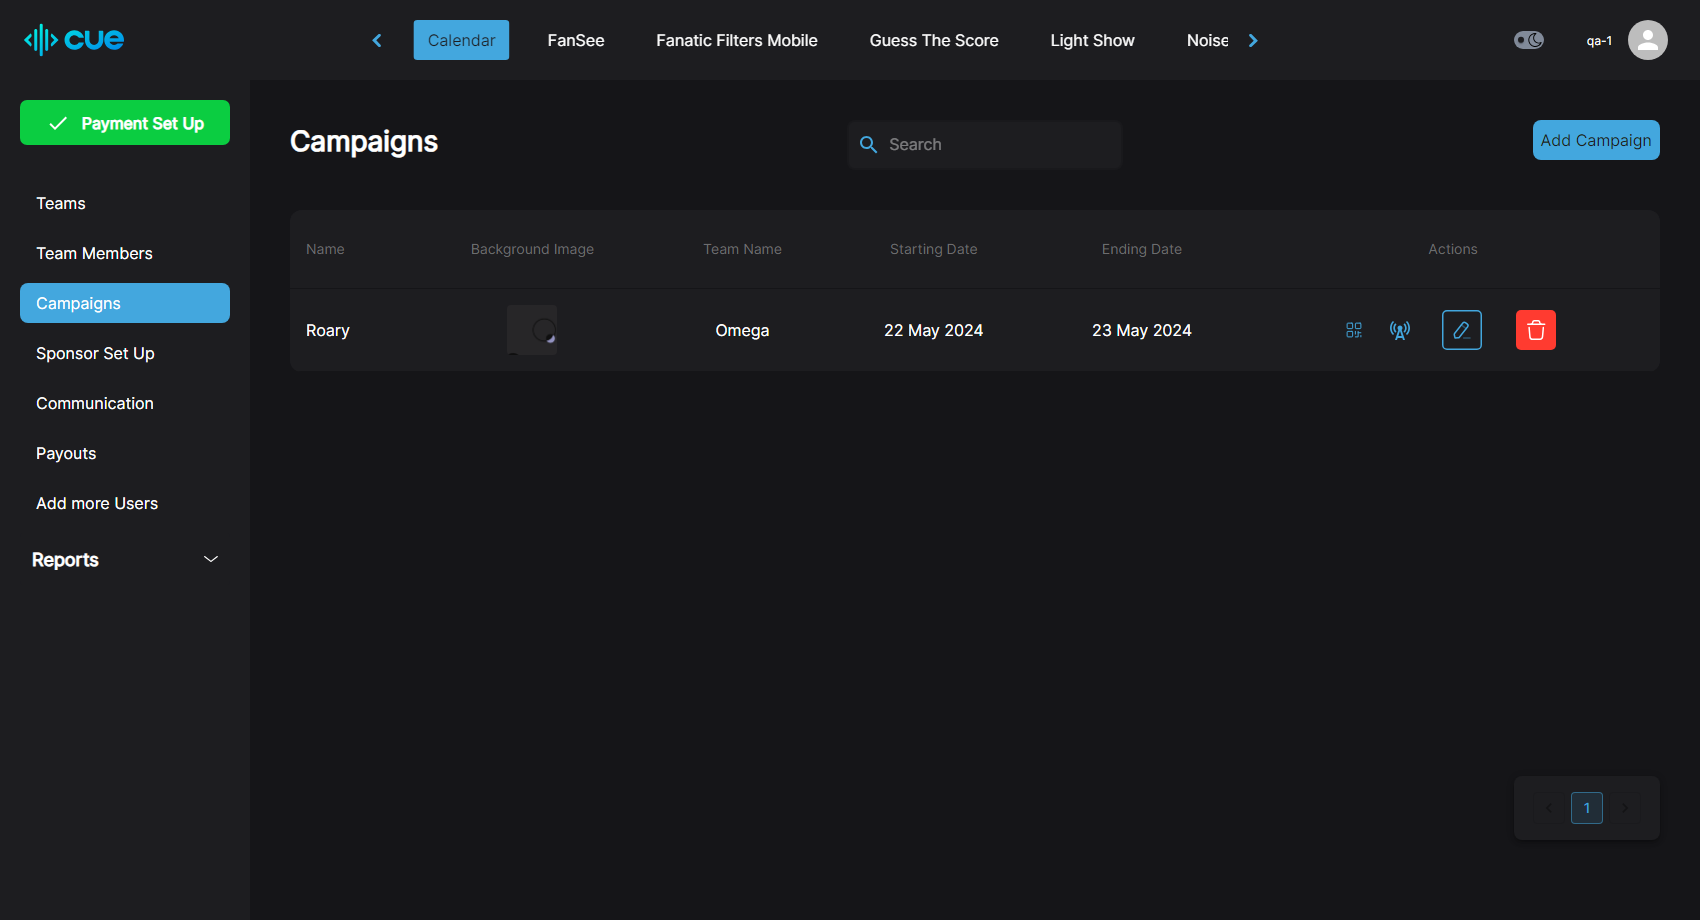 cue
Calendar FanSee Fanatic Filters Mobile Guess The Score Light Show Noise
qa-1
Payment Set Up
Teams
Team Members
Campaigns
Sponsor Set Up
Communication
Payouts
Add more Users
Reports
Campaigns
Search
Add Campaign
Name Background Image Team Name Starting Date Ending Date Actions
Roary Omega 22 May 2024 23 May 2024
1